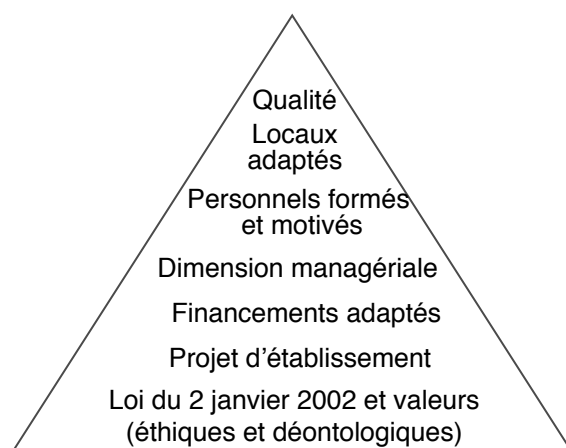 Qualité
Locaux
adaptés
Personnels formés
et motivés
Dimension managériale
Financements adaptés
Projet d’établissement
Loi du 2 janvier 2002 et valeurs
(éthiques et déontologiques)